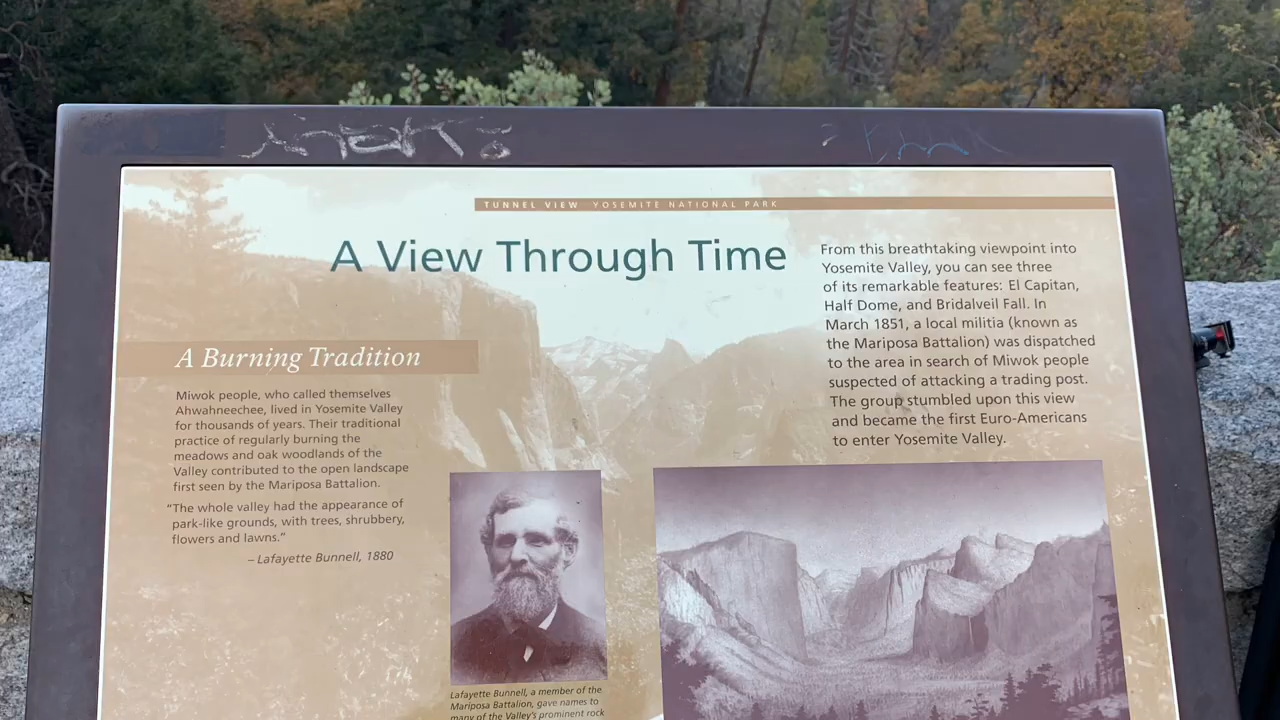 TUNNEL VIEW YOSEMITE NATIONAL PARK
A View Through Time
From this breathtaking viewpoint into
Yosemite Valley, you can see three
of its remarkable features: El Capitan,
Half Dome, and Bridalveil Fall. In
March 1851, a local militia (known as
the Mariposa Battalion) was dispatched
to the area in search of Miwok people
suspected of attacking a trading post.
The group stumbled upon this view
and became the first Euro-Americans
to enter Yosemite Valley.
A Burning Tradition
Miwok people, who called themselves
Ahwahneechee, lived in Yosemite Valley
for thousands of years. Their traditional
practice of regularly burning the
meadows and oak woodlands of the
Valley contributed to the open landscape
first seen by the Mariposa Battalion.
“The whole valley had the appearance of
park-like grounds, with trees, shrubbery,
flowers and lawns.”
– Lafayette Bunnell, 1880
Lafayette Bunnell, a member of the
Mariposa Battalion, gave names to
many of the Valley's prominent rock